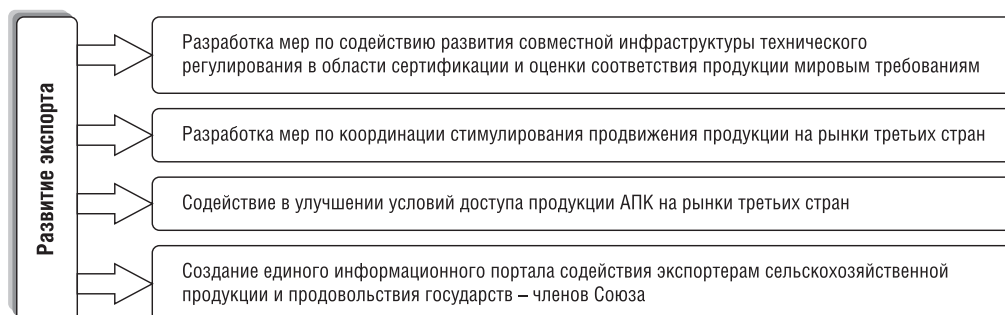 Развитие экспорта
Разработка мер по содействию развития совместной инфраструктуры технического
регулирования в области сертификации и оценки соответствия продукции мировым требованиям
Разработка мер по координации стимулирования продвижения продукции на рынки третьих стран
Содействие в улучшении условий доступа продукции АПК на рынки третьих стран
Создание единого информационного портала содействия экспортерам сельскохозяйственной
продукции и продовольствия государств – членов Союза